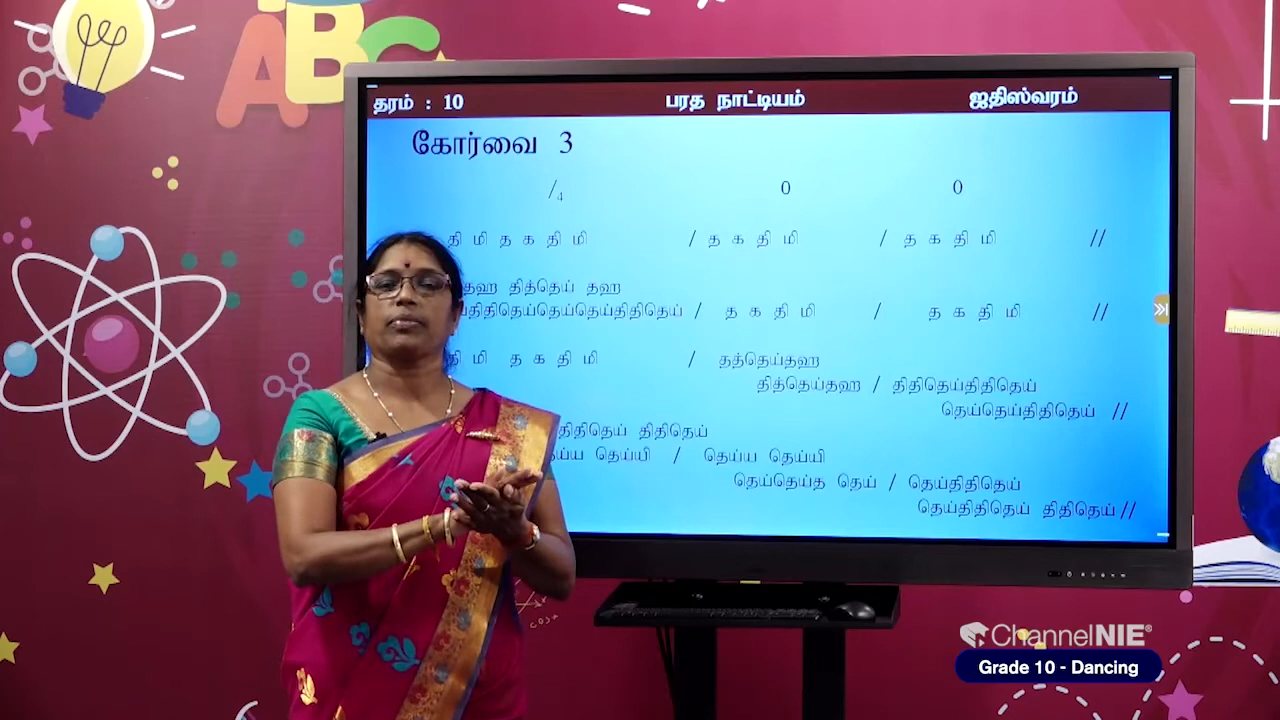 ABC
தரம் : 10 பரத நாட்டியம் ஜதிஸ்வரம்
கோர்வை 3
/4 0 0
தி மி த க தி மி / த க தி மி / த க தி மி //
தஹ தித்தெய் தஹ
திதிதெய்தெய்தெய்திதிதெய் / த க தி மி / த க தி மி //
தி மி த க தி மி / தத்தெய்தஹ
தித்தெய்தஹ / திதிதெய்திதிதெய்
தெய்தெய்திதிதெய் //
திதிதெய் திதிதெய்
தெய்யி / தெய்ய தெய்யி
தெய்தெய்த தெய் / தெய்திதிதெய்
தெய்திதிதெய் திதிதெய் //
ChannelNIE®
Grade 10 - Dancing